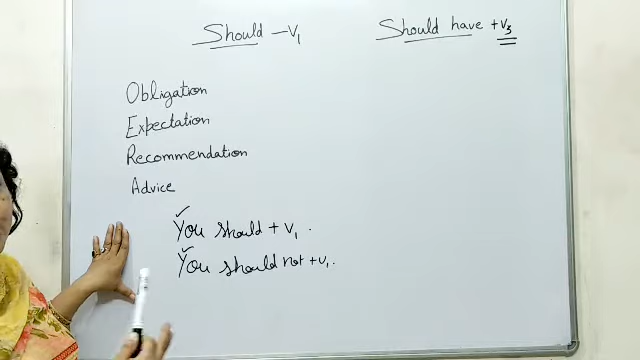 Should – V1
Should have + V3
Obligation
Expectation
Recommendation
Advice
You should + V1 .
You should not + V1 .